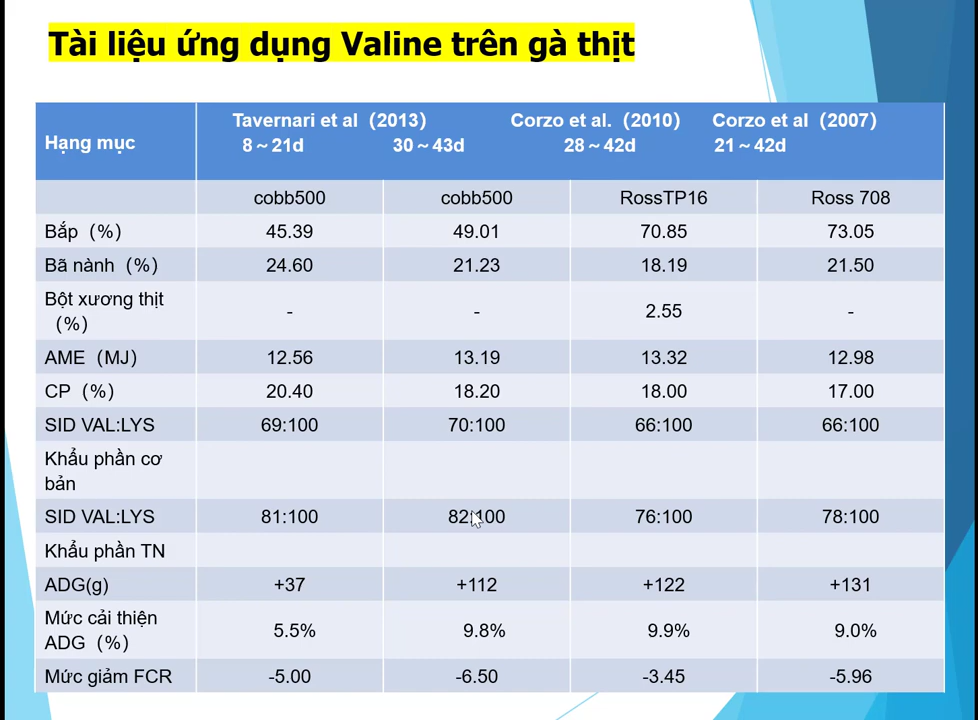 Tài liệu ứng dụng Valine trên gà thịt
Hạng mục
Tavernari et al（2013） Corzo et al.（2010） Corzo et al（2007）
8～21d 30～43d 28～42d 21～42d
cobb500 cobb500 RossTP16 Ross 708
Bắp（%） 45.39 49.01 70.85 73.05
Bã nành（%） 24.60 21.23 18.19 21.50
Bột xương thịt
（%） - - 2.55 -
AME（MJ） 12.56 13.19 13.32 12.98
CP（%） 20.40 18.20 18.00 17.00
SID VAL:LYS 69:100 70:100 66:100 66:100
Khẩu phần cơ
bản
SID VAL:LYS 81:100 82:100 76:100 78:100
Khẩu phần TN
ADG(g) +37 +112 +122 +131
Mức cải thiện
ADG（%） 5.5% 9.8% 9.9% 9.0%
Mức giảm FCR -5.00 -6.50 -3.45 -5.96